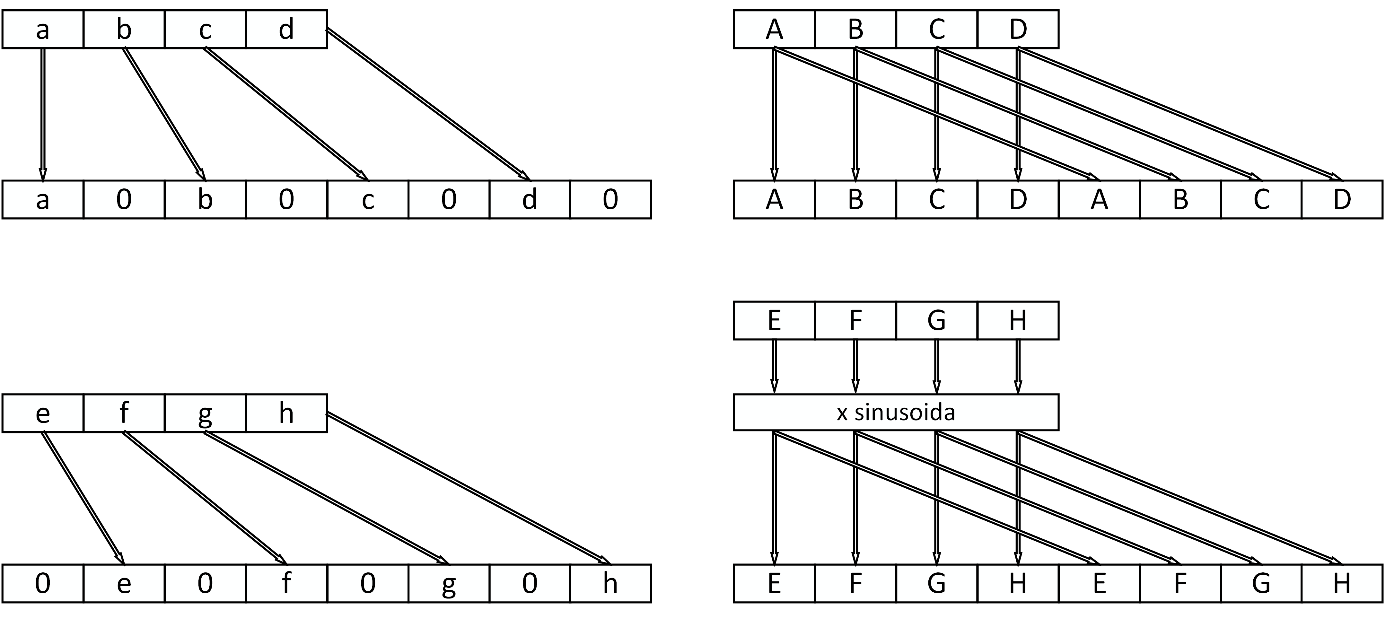 a b c d
A B C D
a 0 b 0 c 0 d 0
A B C D A B C D
E F G H
e f g h
x sinusoida
0 e 0 f 0 g 0 h
E F G H E F G H